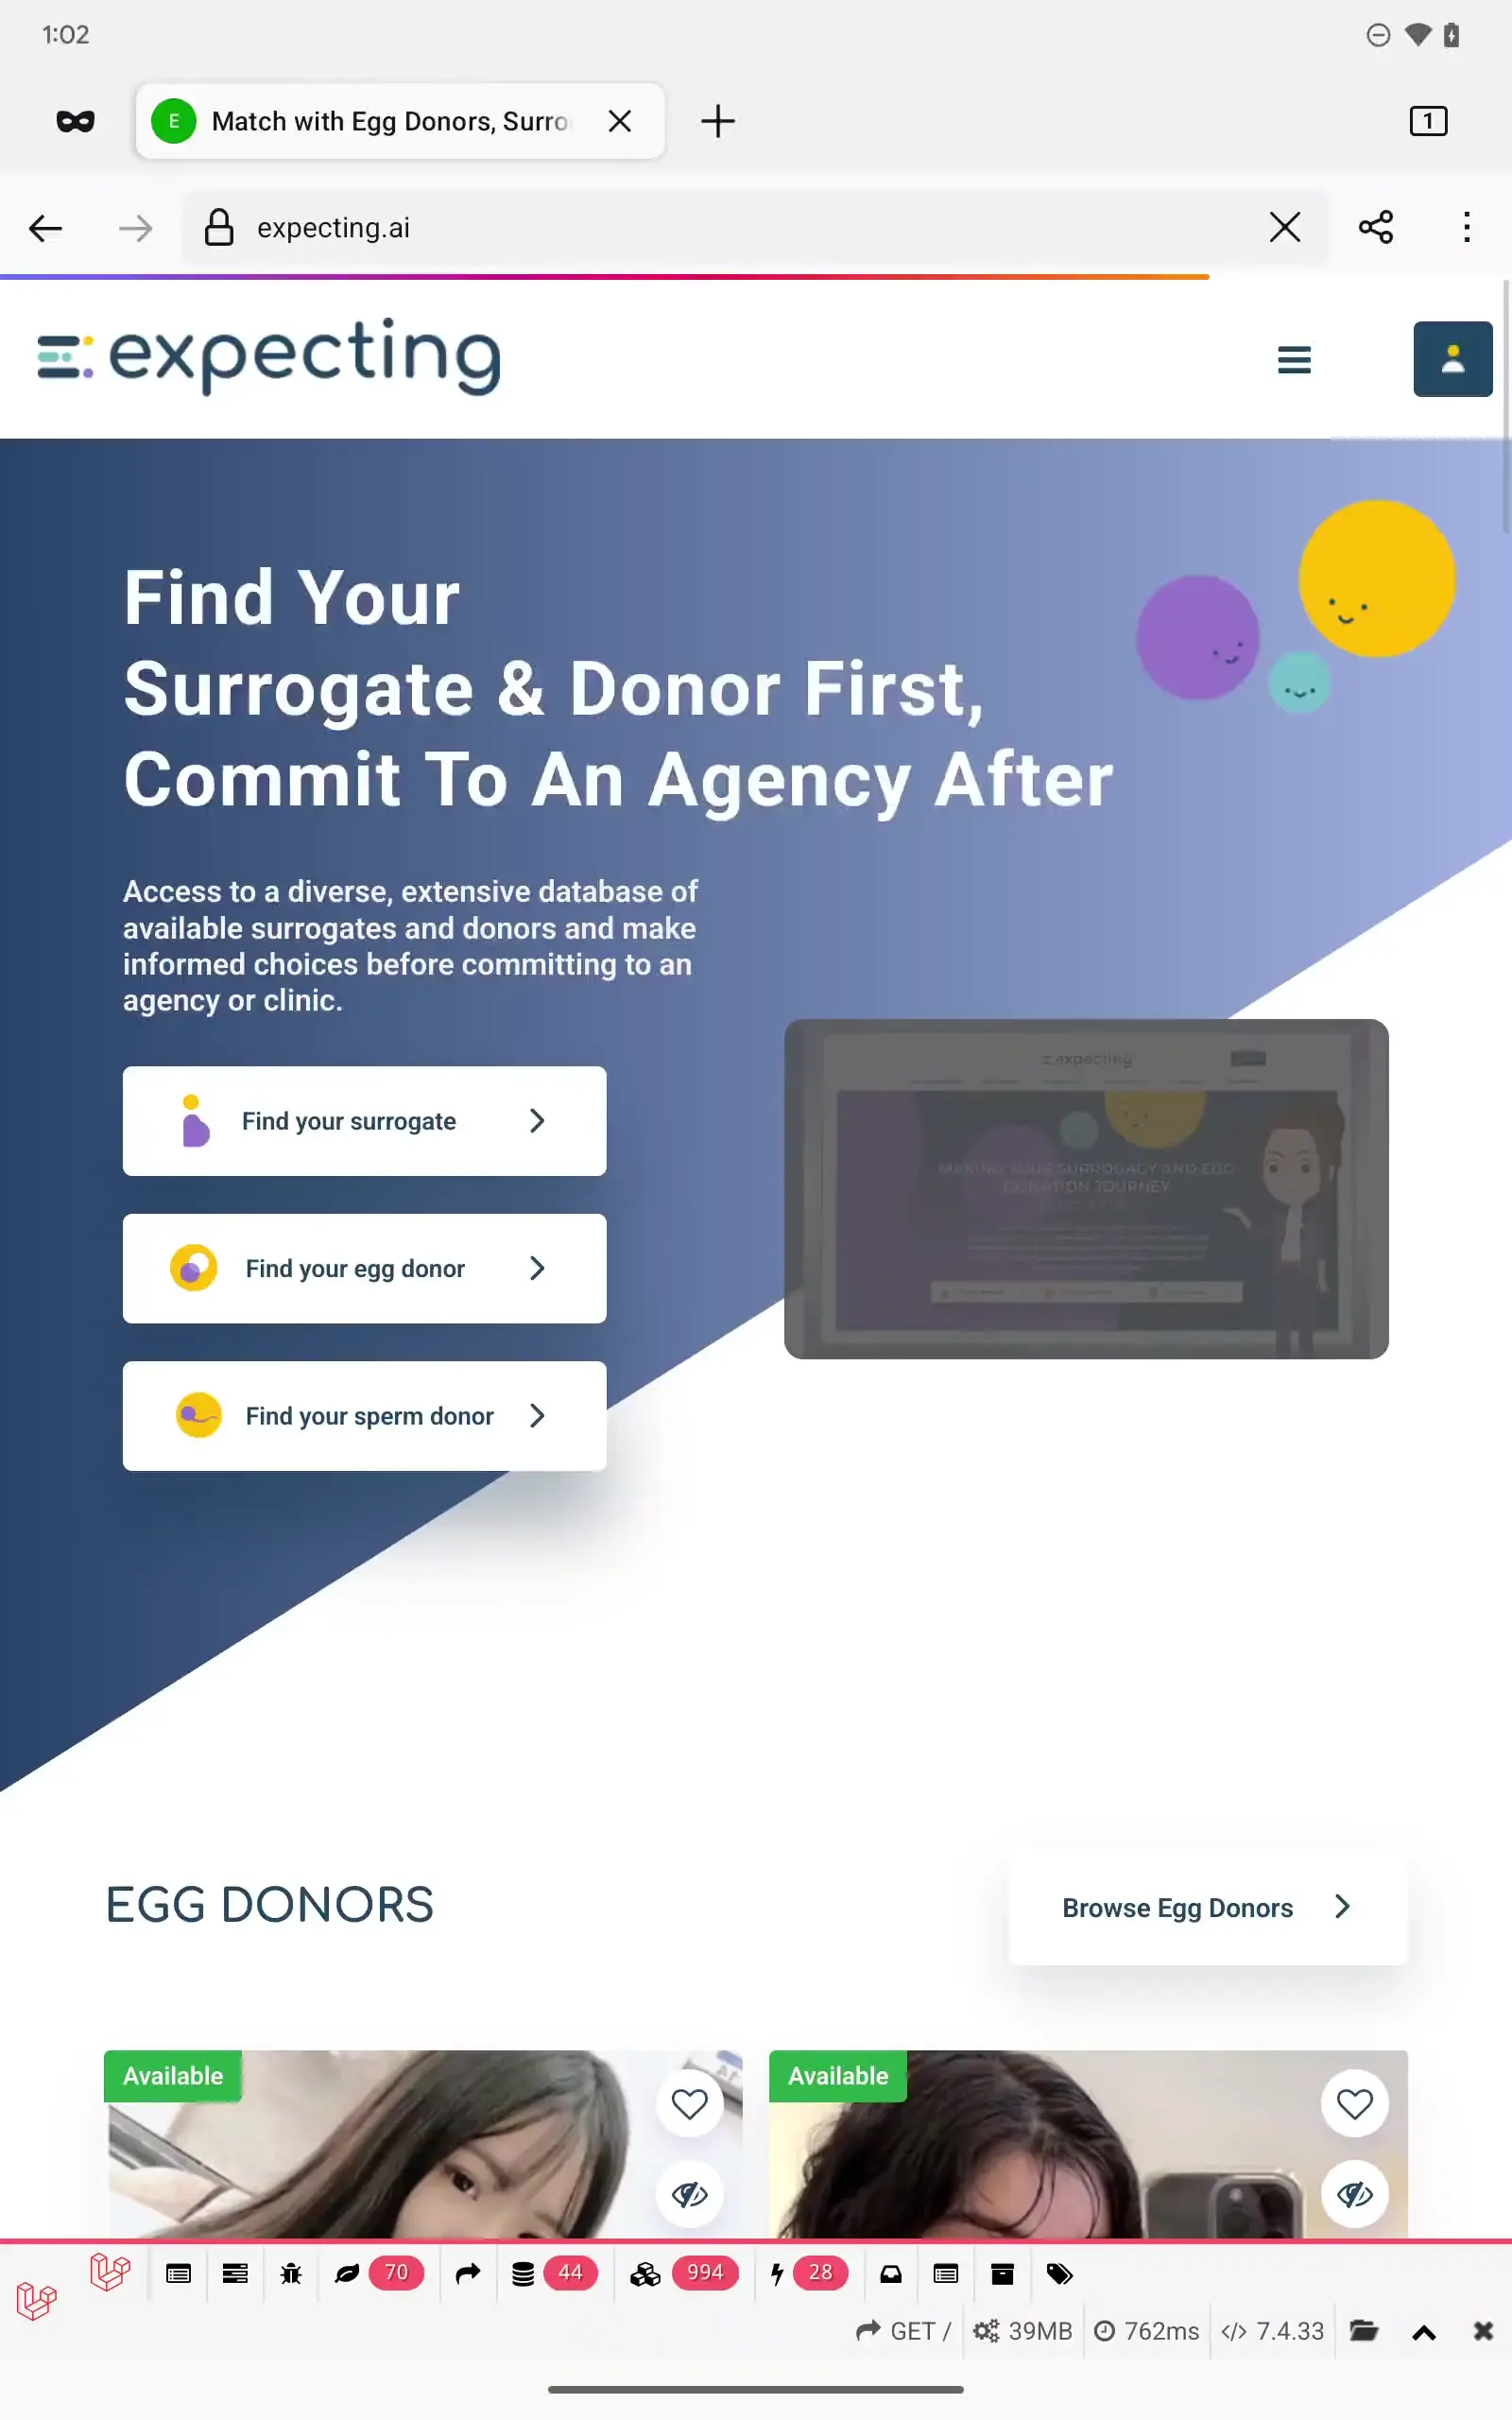 1:02
E Match with Egg Donors, Surro
1
expecting.ai
expecting
Find Your
Surrogate & Donor First,
Commit To An Agency After
Access to a diverse, extensive database of
available surrogates and donors and make
informed choices before committing to an
agency or clinic.
expecting
MAKING YOUR SURROGACY AND EGG
DONATION JOURNEY
Find your surrogate
Find your egg donor
Find your sperm donor
EGG DONORS
Browse Egg Donors
Available
Available
70
44
994
28
GET /
39MB
762ms
7.4.33